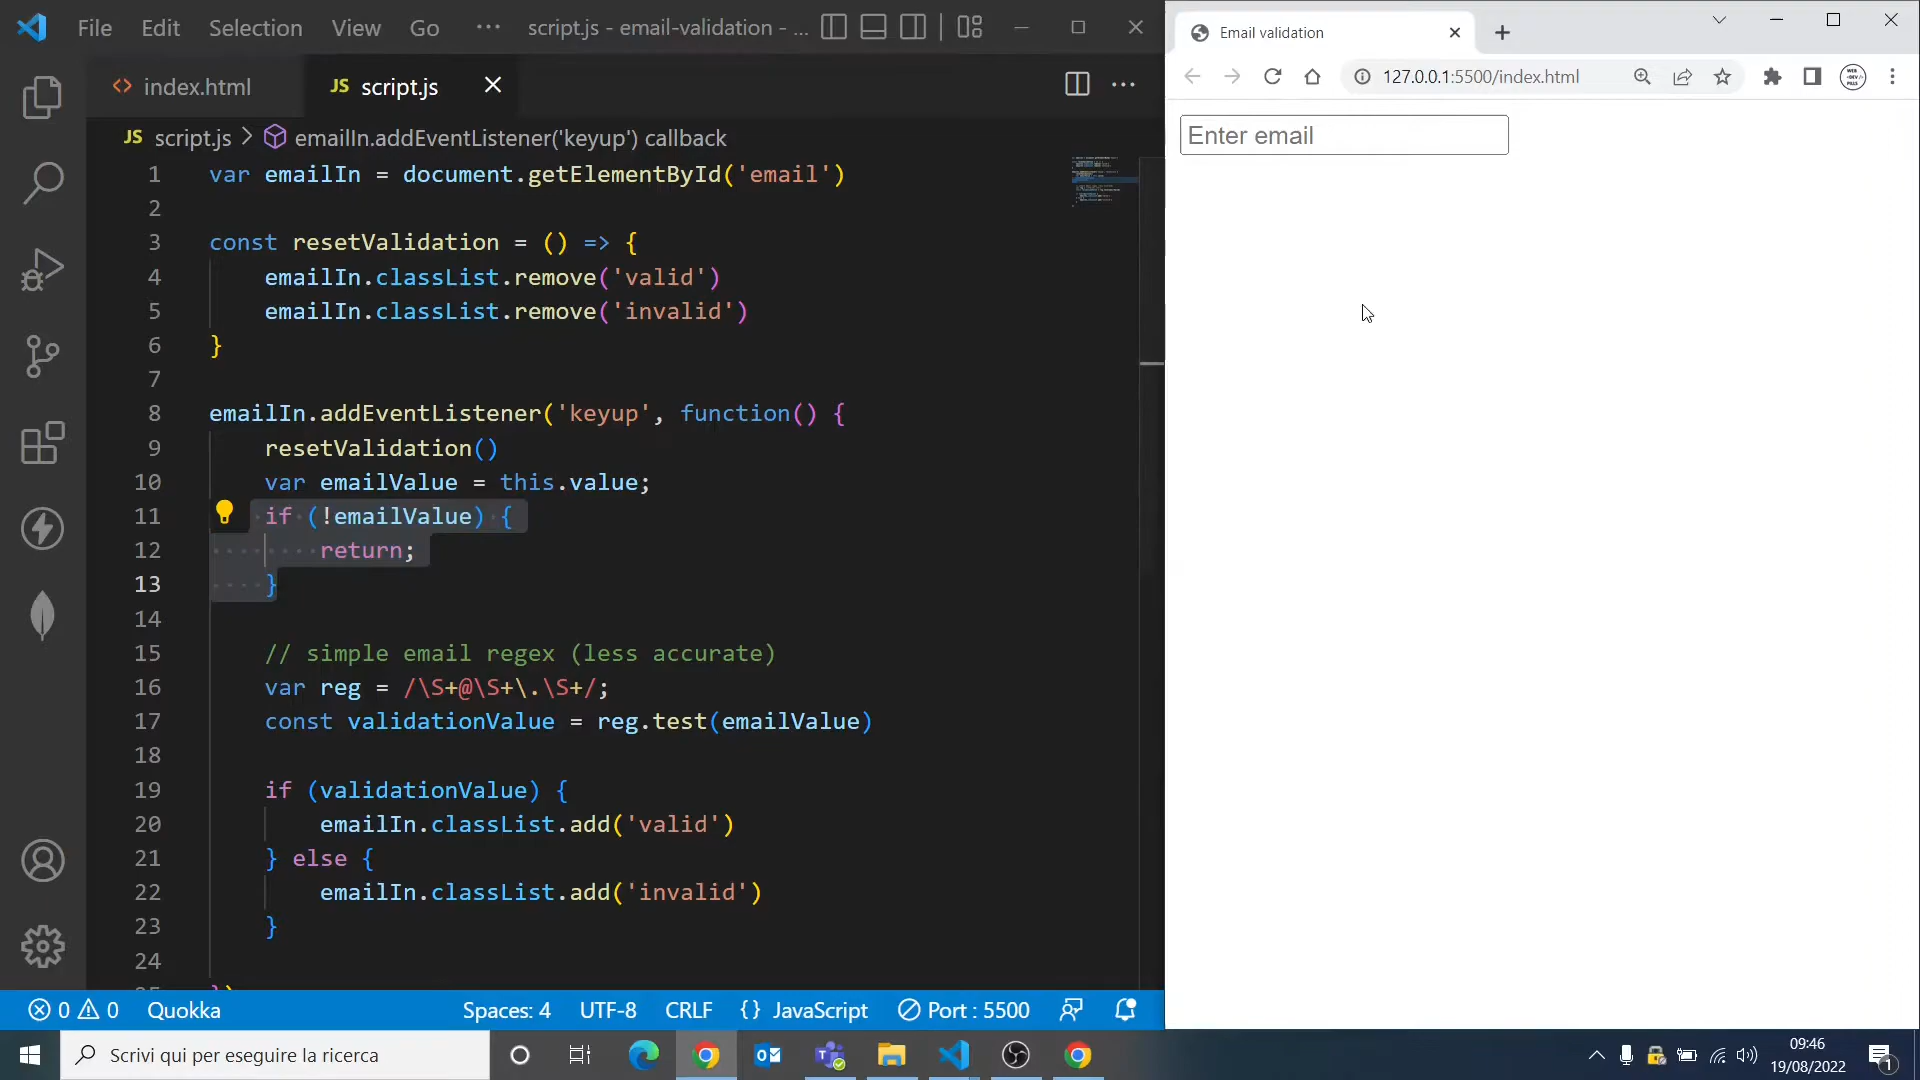 File Edit Selection View Go ··· script.js - email-validation - ...
index.html
JS script.js
JS script.js > emailIn.addEventListener('keyup') callback
1 var emailIn = document.getElementById('email')
2
3 const resetValidation = () => {
4 emailIn.classList.remove('valid')
5 emailIn.classList.remove('invalid')
6 }
7
8 emailIn.addEventListener('keyup', function() {
9 resetValidation()
10 var emailValue = this.value;
11 if (!emailValue) {
12 return;
13 }
14
15 // simple email regex (less accurate)
16 var reg = /\S+@\S+\.\S+/;
17 const validationValue = reg.test(emailValue)
18
19 if (validationValue) {
20 emailIn.classList.add('valid')
21 } else {
22 emailIn.classList.add('invalid')
23 }
24
0 0 Quokka Spaces: 4 UTF-8 CRLF {} JavaScript Port : 5500
Email validation
127.0.0.1:5500/index.html
Enter email
Scrivi qui per eseguire la ricerca
09:46
19/08/2022
1